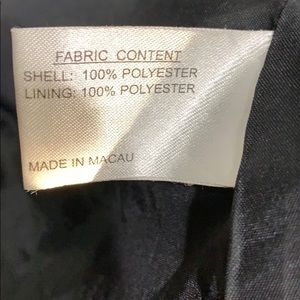 FABRIC CONTENT
SHELL: 100% POLYESTER
LINING: 100% POLYESTER
MADE IN MACAU